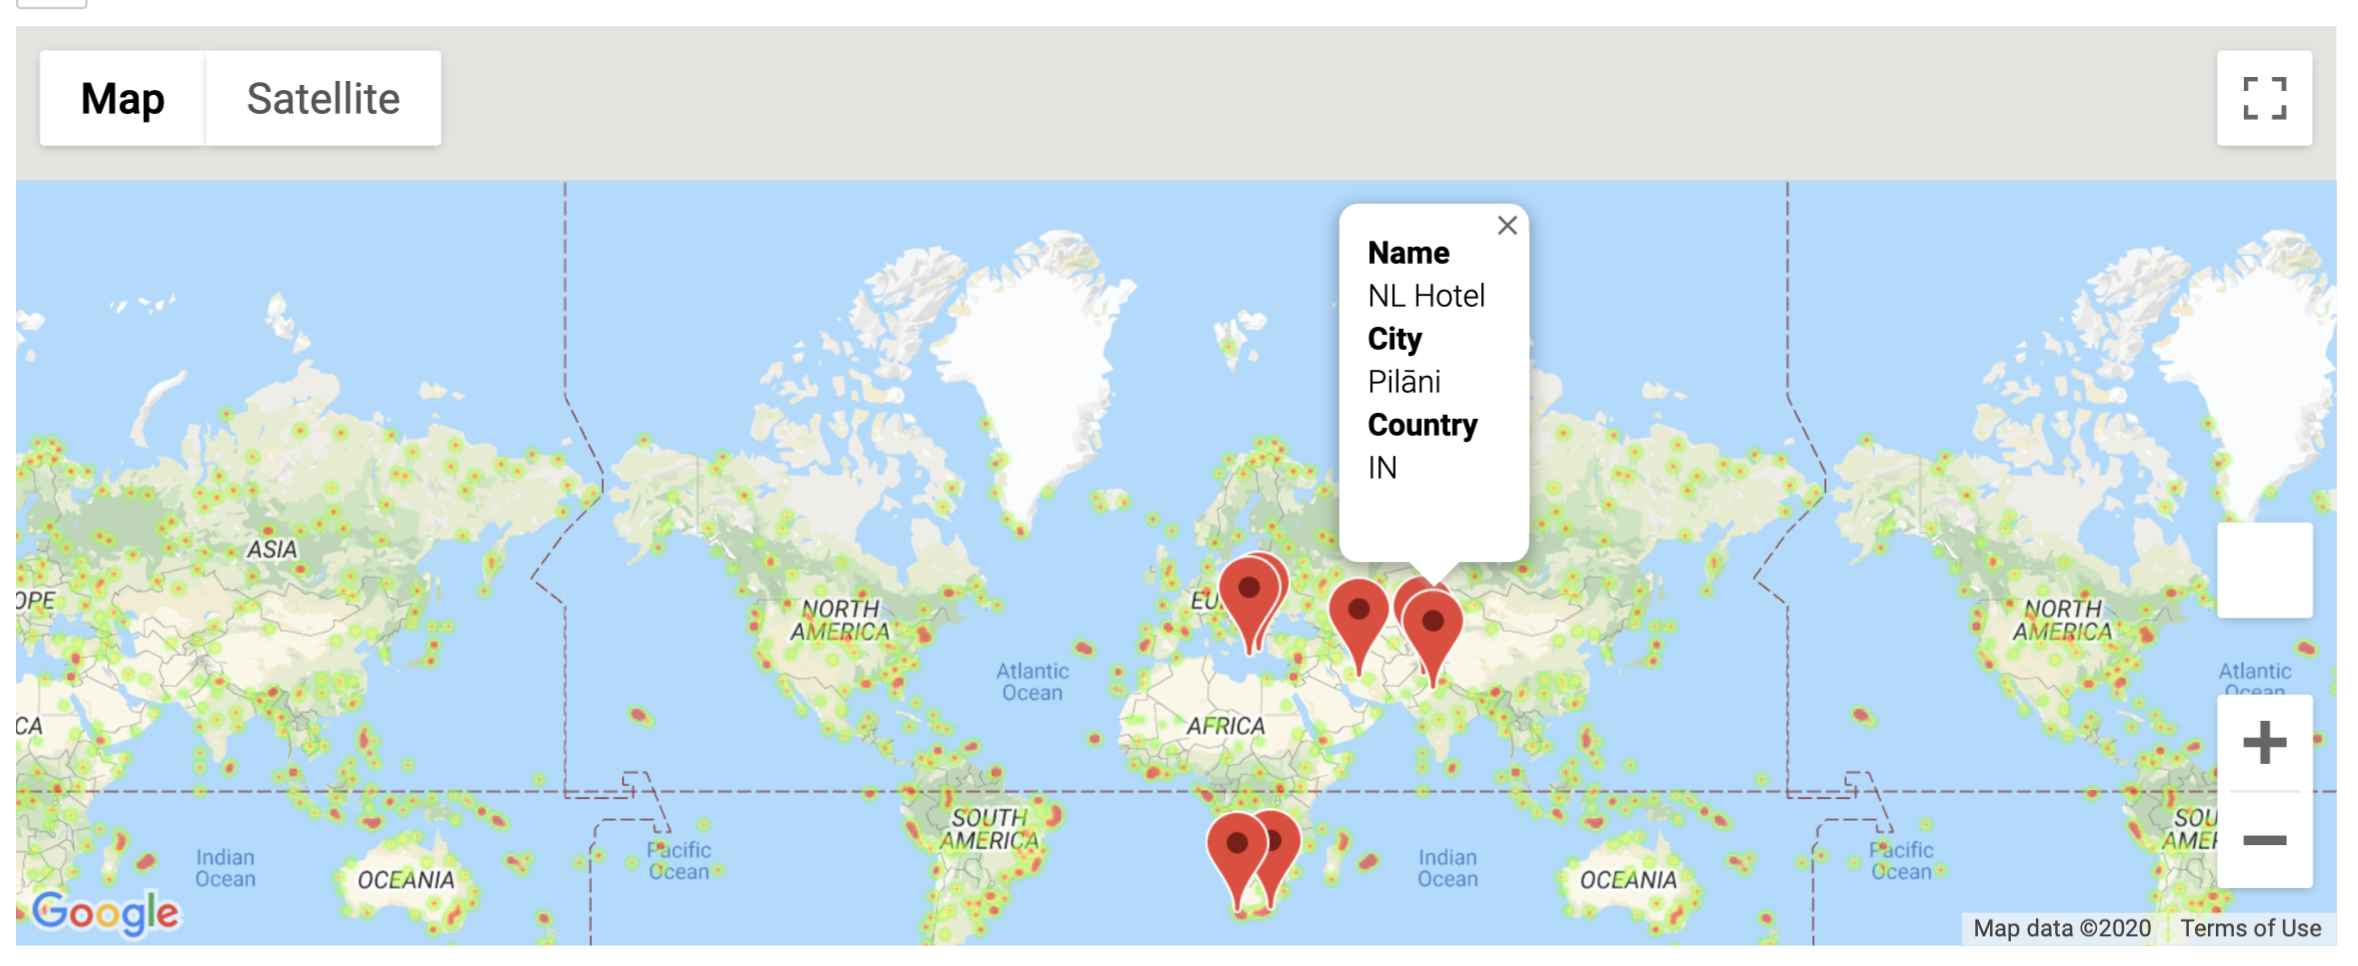 Map
Satellite
Name
NL Hotel
City
Pilāni
Country
IN
ASIA
OPE
NORTH
AMERICA
EU
NORTH
AMERICA
Atlantic
Ocean
Atlantic
Ocean
CA
AFRICA
SOUTH
AMERICA
SOU
AMER
Indian
Ocean
Pacific
Ocean
Indian
Ocean
Pacific
Ocean
OCEANIA
OCEANIA
Google
Map data ©2020
Terms of Use